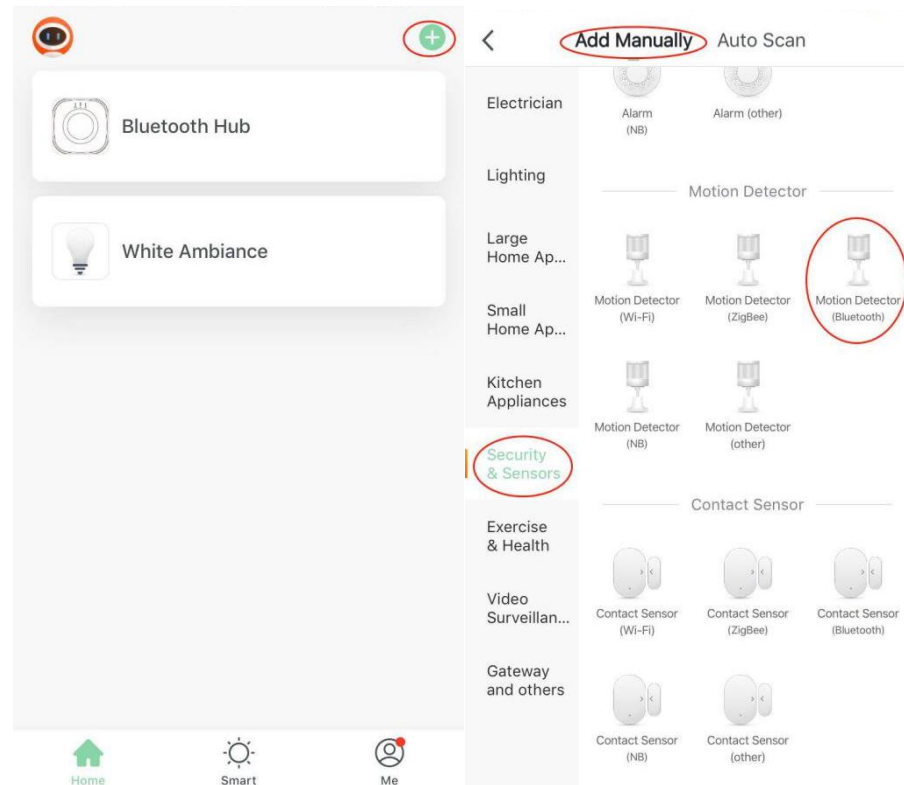 Bluetooth Hub
White Ambiance
Home
Smart
Me
Add Manually
Auto Scan
Electrician
Lighting
Large
Home Ap...
Small
Home Ap...
Kitchen
Appliances
Security
& Sensors
Exercise
& Health
Video
Surveillan...
Gateway
and others
Alarm
(NB)
Alarm (other)
Motion Detector
Motion Detector
(Wi-Fi)
Motion Detector
(ZigBee)
Motion Detector
(Bluetooth)
Motion Detector
(NB)
Motion Detector
(other)
Contact Sensor
Contact Sensor
(Wi-Fi)
Contact Sensor
(ZigBee)
Contact Sensor
(Bluetooth)
Contact Sensor
(NB)
Contact Sensor
(other)